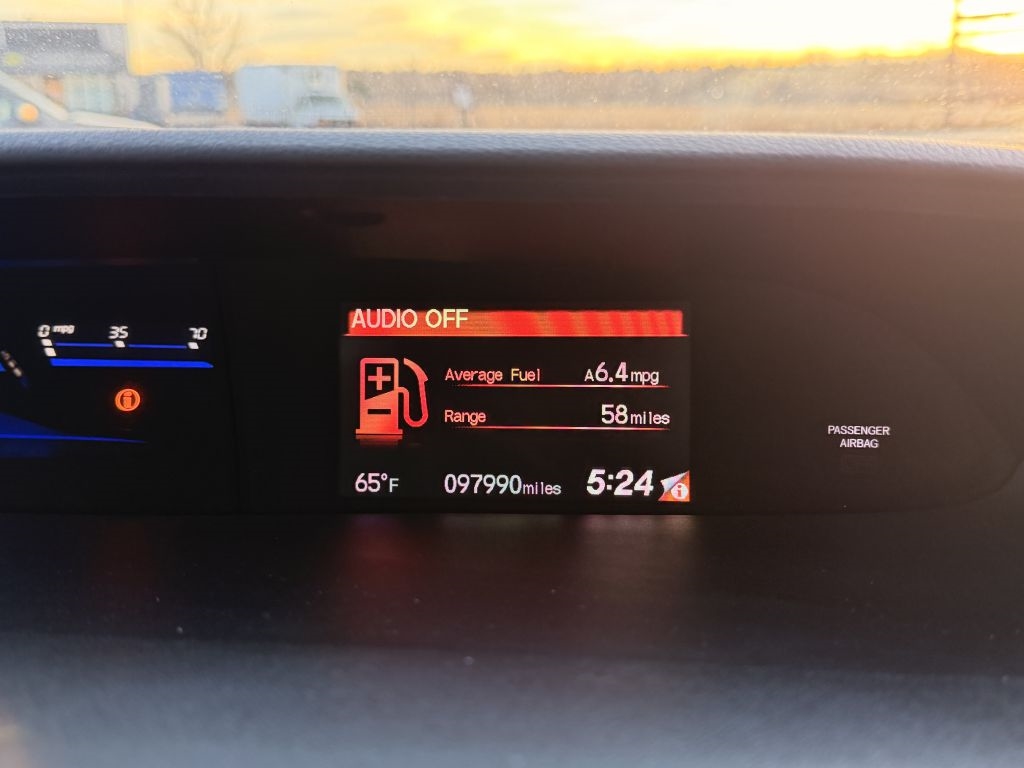 AUDIO OFF
0 mpg 35 70
Average Fuel A6.4mpg
Range 58miles
PASSENGER
AIRBAG
65°F 097990miles 5:24